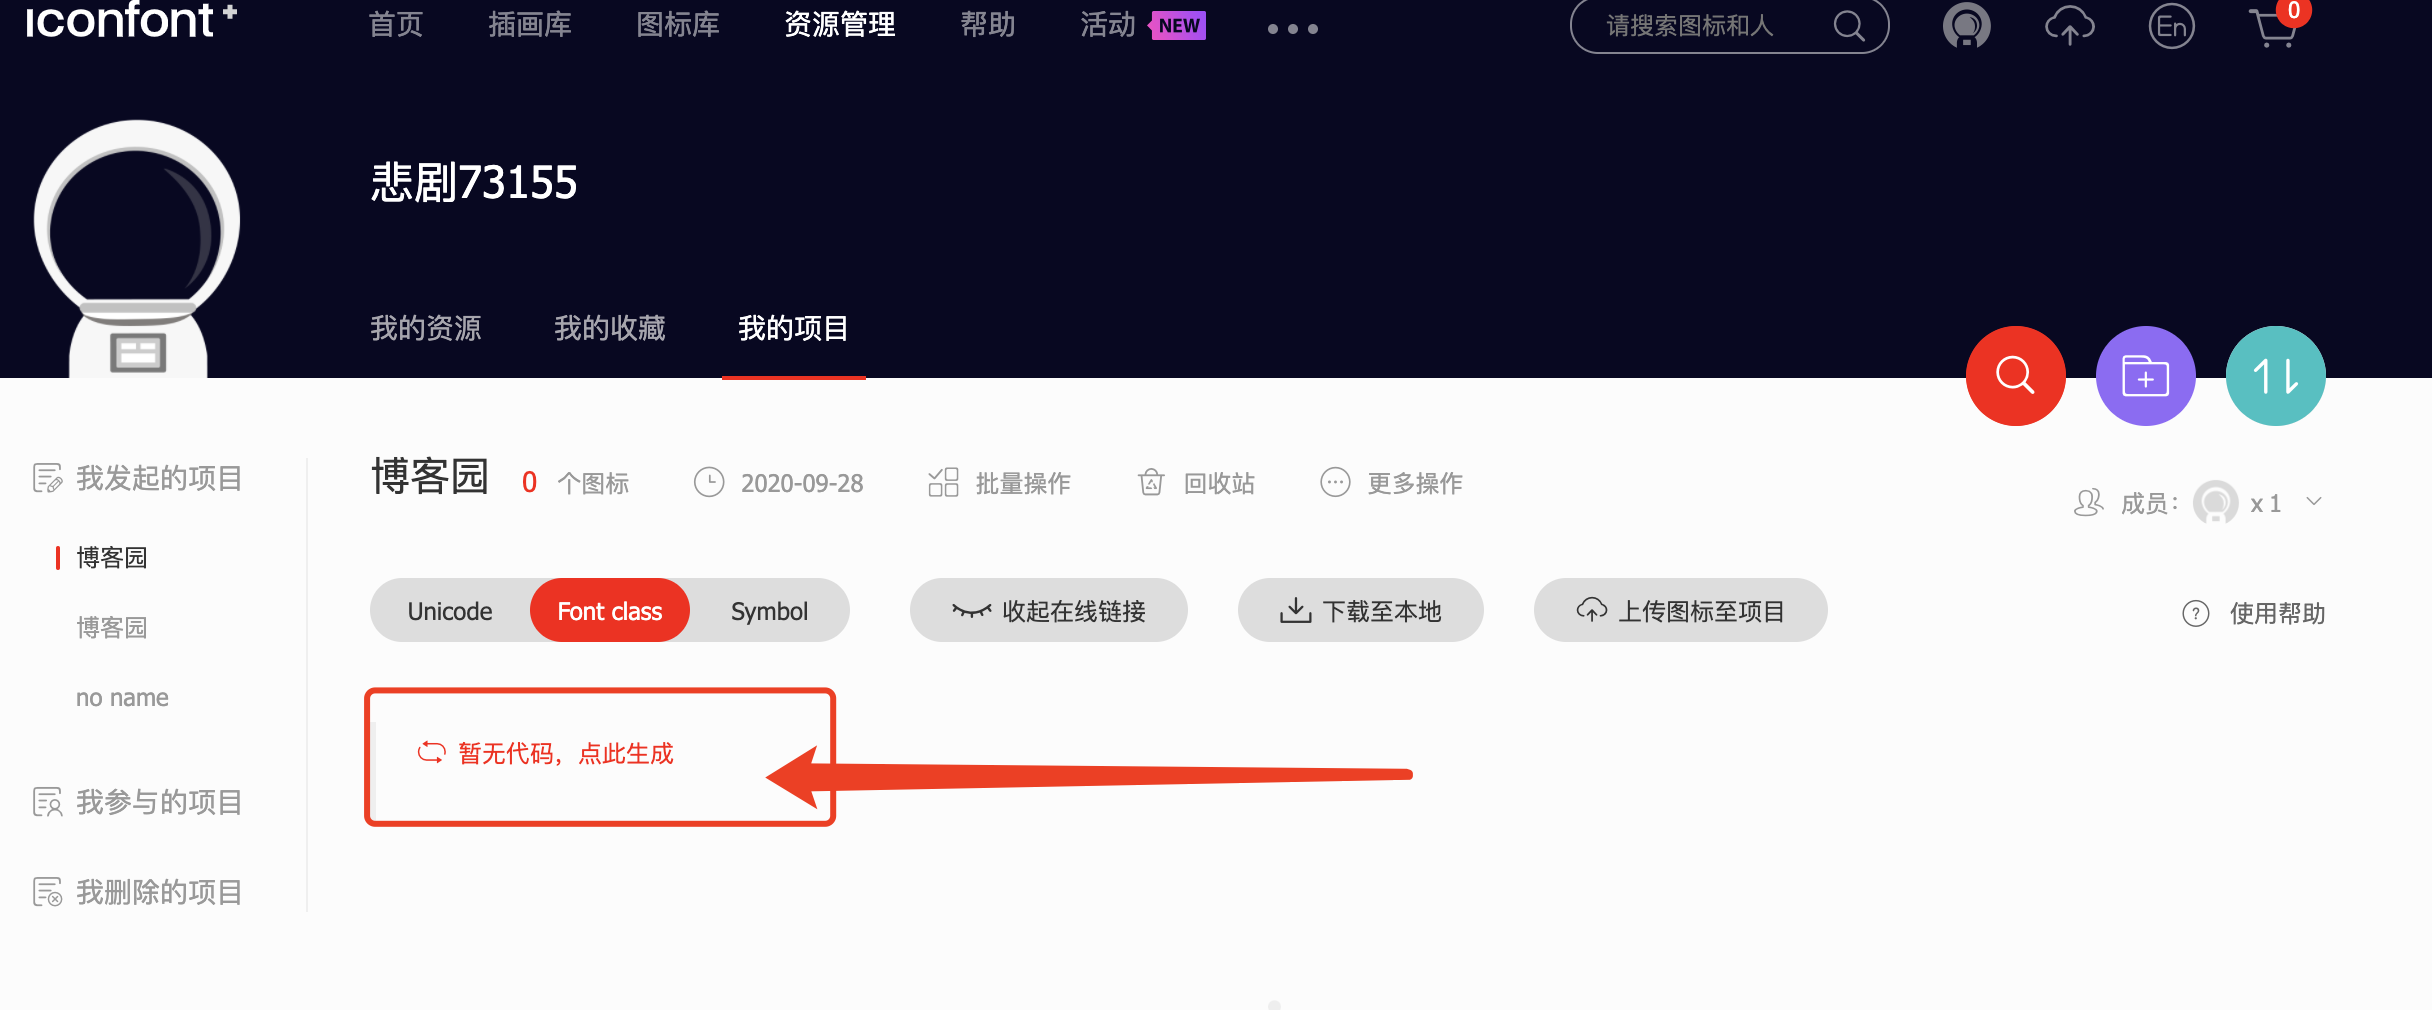 iconfont+
首页 插画库 图标库 资源管理 帮助 活动 NEW 请搜索图标和人 En 0
悲剧73155
我的资源 我的收藏 我的项目
我发起的项目
博客园
博客园
no name
我参与的项目
我删除的项目
博客园 0 个图标 2020-09-28 批量操作 回收站 更多操作
成员: x 1
Unicode Font class Symbol 收起在线链接 下载至本地 上传图标至项目 ? 使用帮助
暂无代码，点此生成